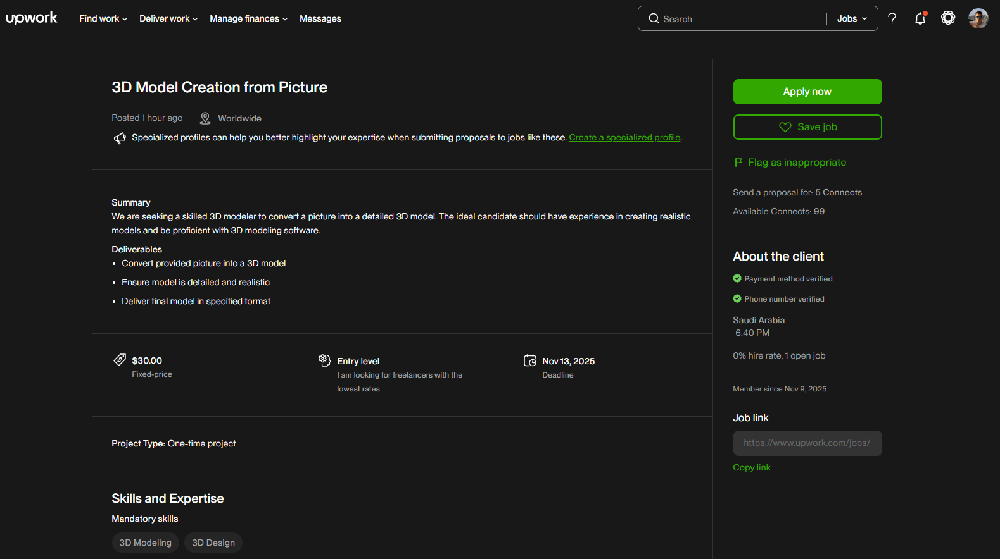 upwork
Find work
Deliver work
Manage finances
Messages
Search
Jobs
3D Model Creation from Picture
Posted 1 hour ago
Worldwide
Specialized profiles can help you better highlight your expertise when submitting proposals to jobs like these. Create a specialized profile.
Summary
We are seeking a skilled 3D modeler to convert a picture into a detailed 3D model. The ideal candidate should have experience in creating realistic
models and be proficient with 3D modeling software.
Deliverables
• Convert provided picture into a 3D model
• Ensure model is detailed and realistic
• Deliver final model in specified format
$30.00
Fixed-price
Entry level
I am looking for freelancers with the
lowest rates
Nov 13, 2025
Deadline
Project Type: One-time project
Skills and Expertise
Mandatory skills
3D Modeling
3D Design
Apply now
Save job
Flag as inappropriate
Send a proposal for: 5 Connects
Available Connects: 99
About the client
Payment method verified
Phone number verified
Saudi Arabia
6:40 PM
0% hire rate, 1 open job
Member since Nov 9, 2025
Job link
https://www.upwork.com/jobs/
Copy link